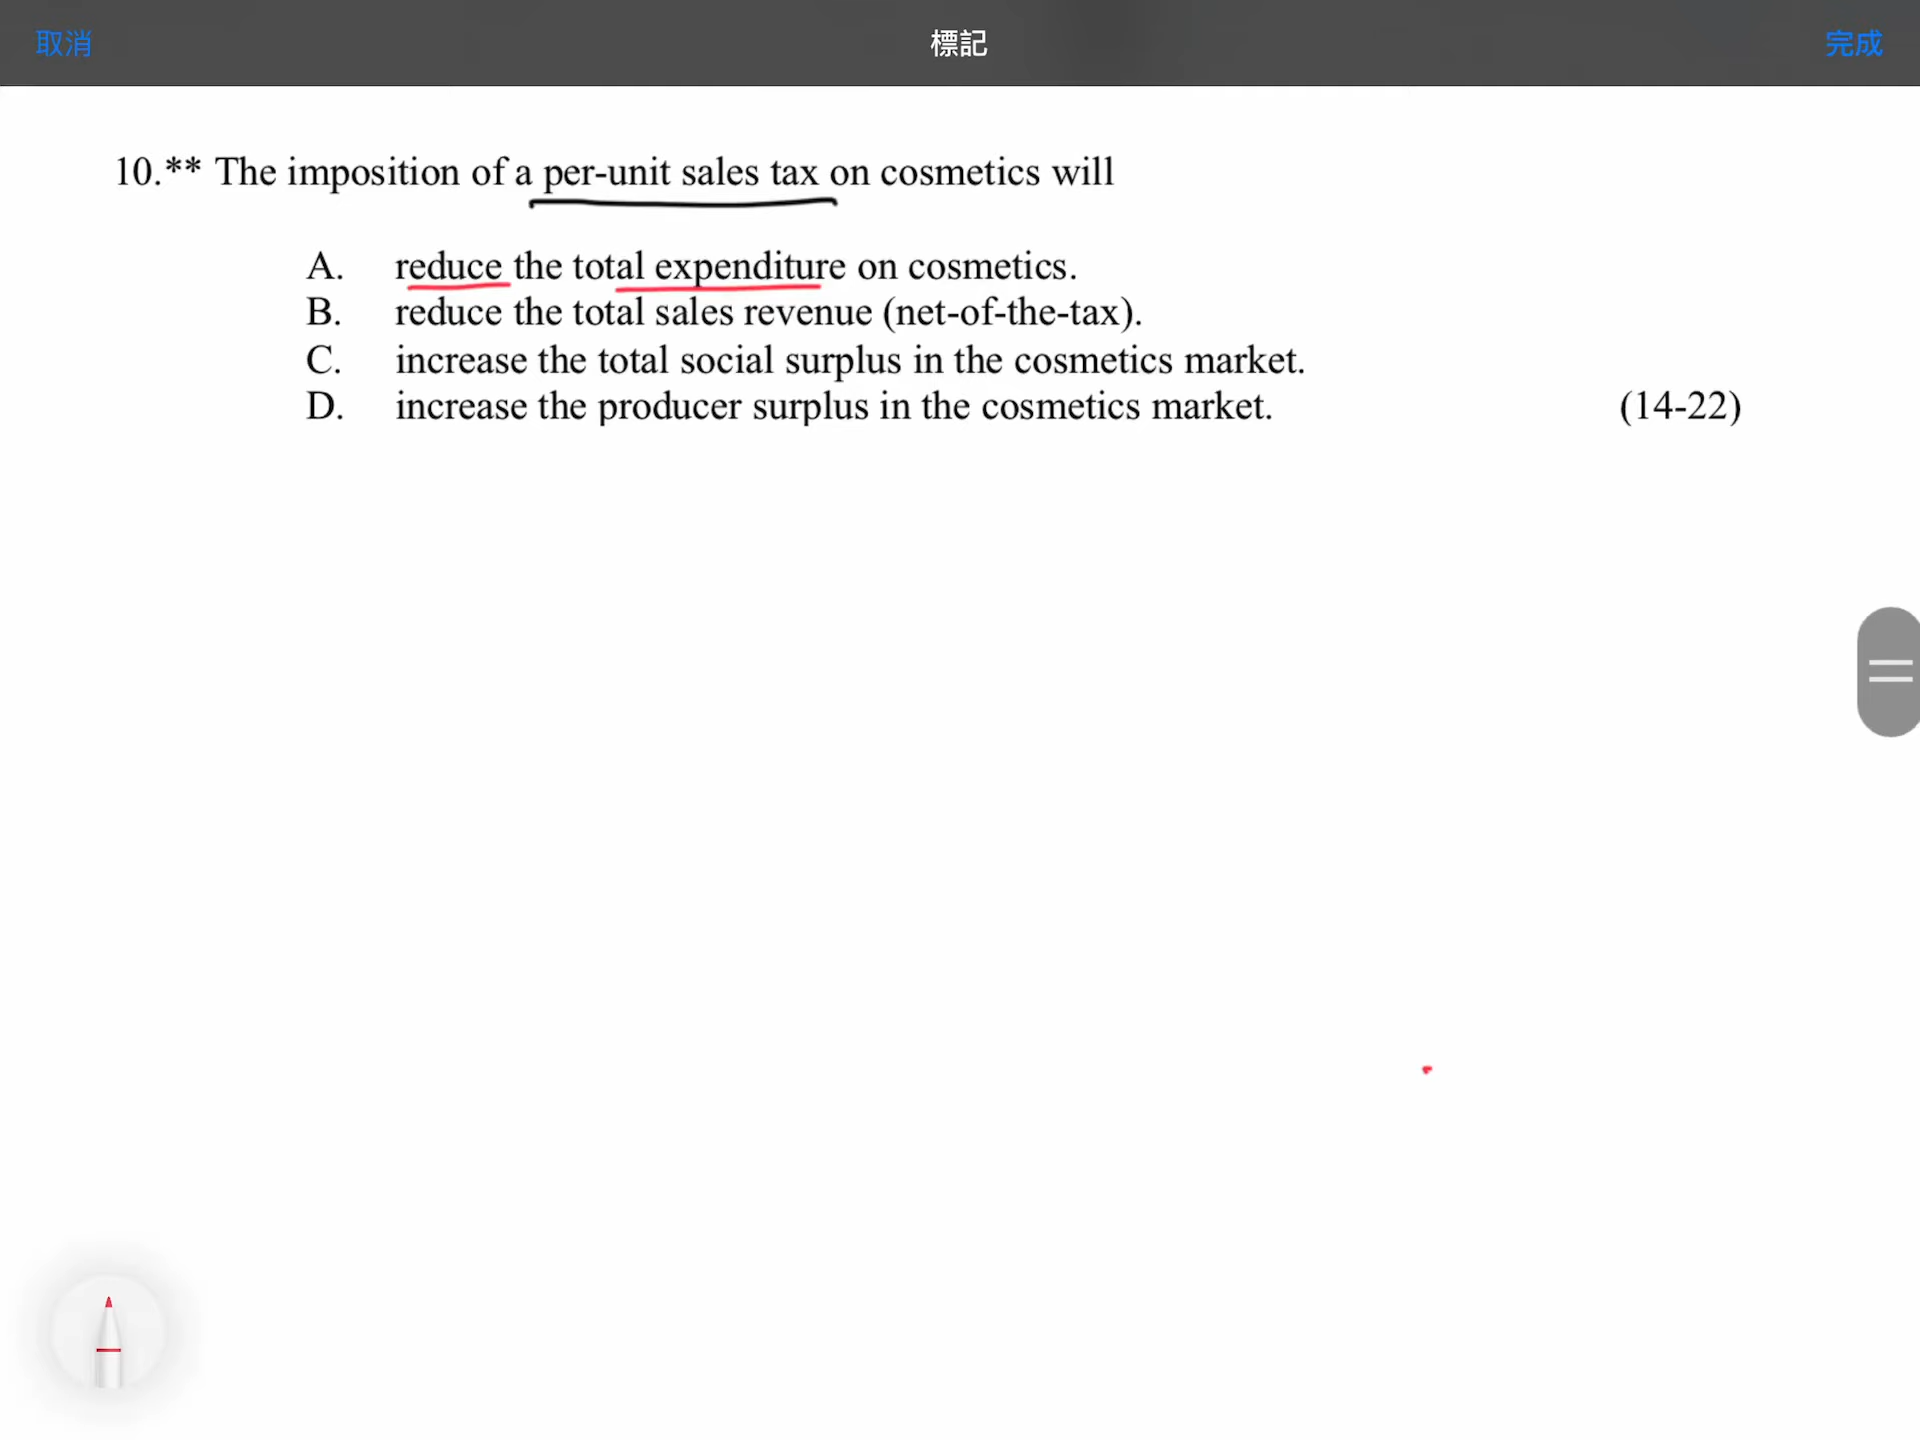 取消 標記 完成
10.** The imposition of a per-unit sales tax on cosmetics will
A. reduce the total expenditure on cosmetics.
B. reduce the total sales revenue (net-of-the-tax).
C. increase the total social surplus in the cosmetics market.
D. increase the producer surplus in the cosmetics market. (14-22)